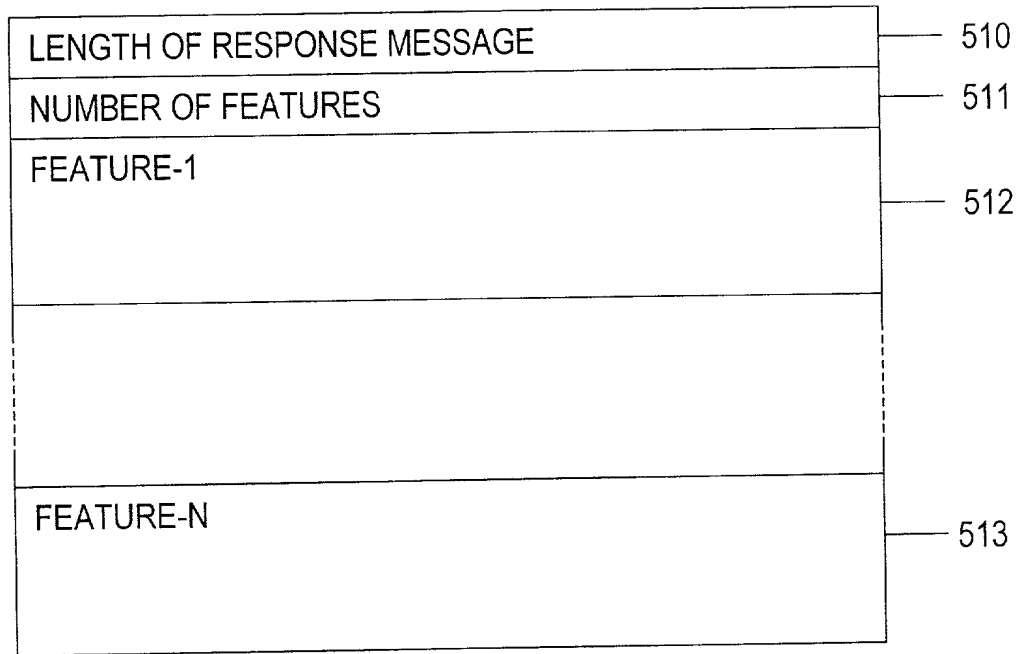 LENGTH OF RESPONSE MESSAGE 510
NUMBER OF FEATURES 511
FEATURE-1 512
FEATURE-N 513